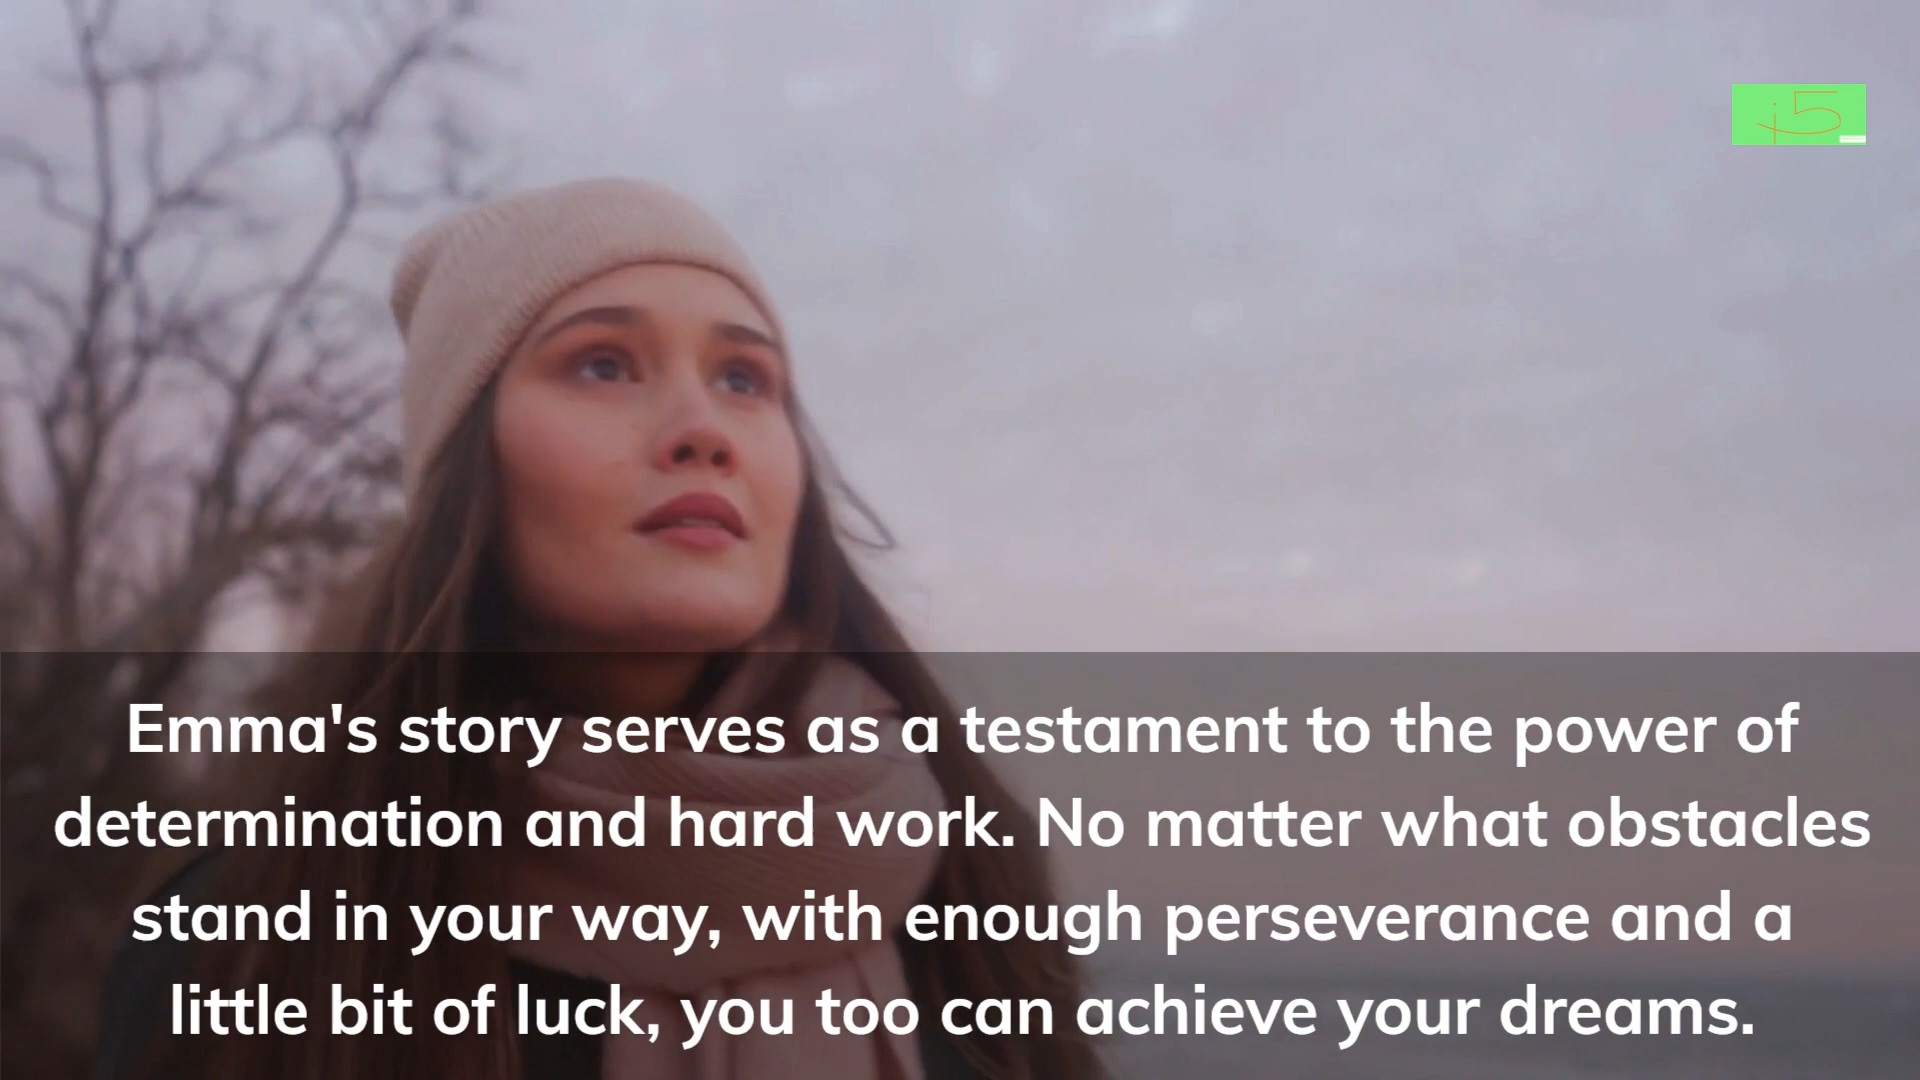 i5
Emma's story serves as a testament to the power of
determination and hard work. No matter what obstacles
stand in your way, with enough perseverance and a
little bit of luck, you too can achieve your dreams.